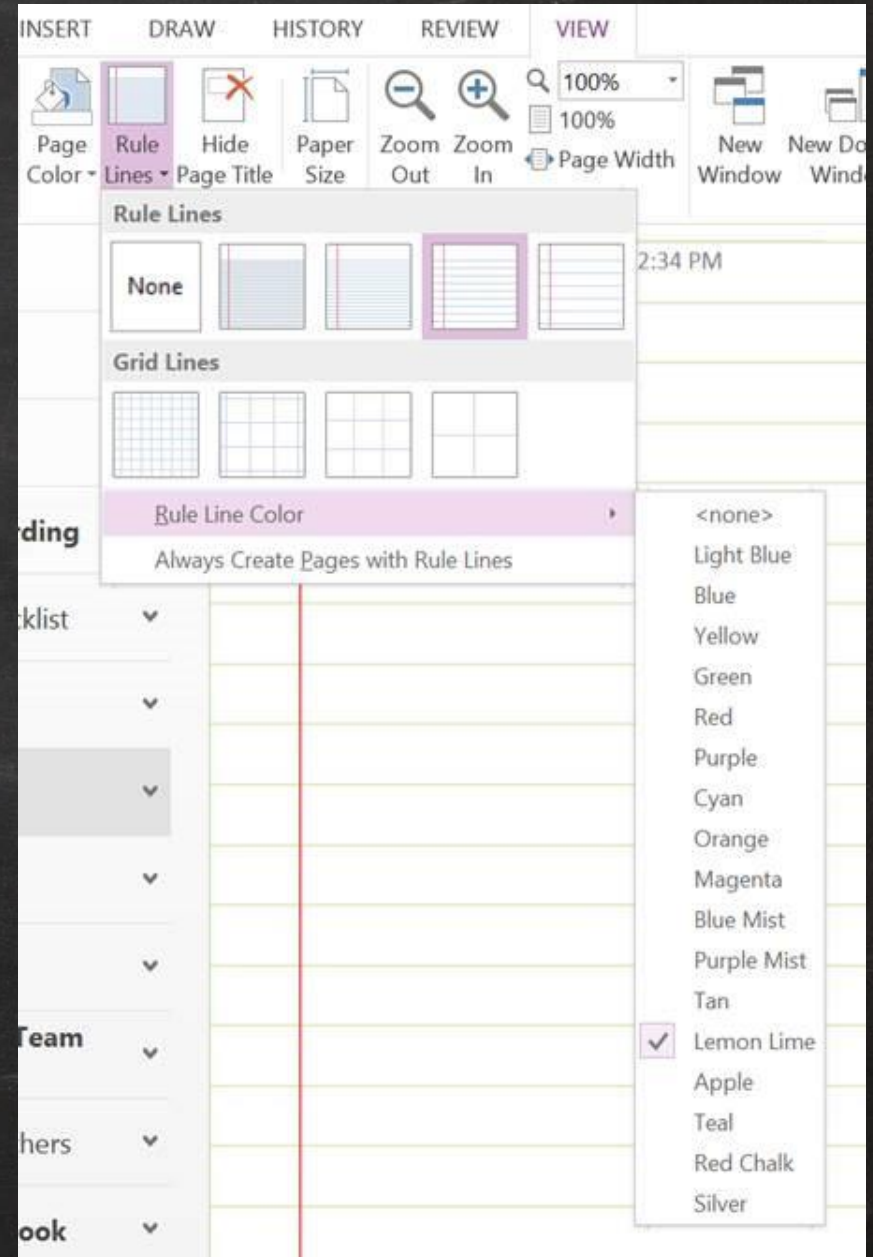 INSERT DRAW HISTORY REVIEW VIEW
Page Color
Rule Lines
Hide Page Title
Paper Size
Zoom Out
Zoom In
100%
100%
Page Width
New Window
New Do
Wind
Rule Lines
None
2:34 PM
Grid Lines
Rule Line Color
Always Create Pages with Rule Lines
<none>
Light Blue
Blue
Yellow
Green
Red
Purple
Cyan
Orange
Magenta
Blue Mist
Purple Mist
Tan
Lemon Lime
Apple
Teal
Red Chalk
Silver
rding
klist
Team
hers
ook